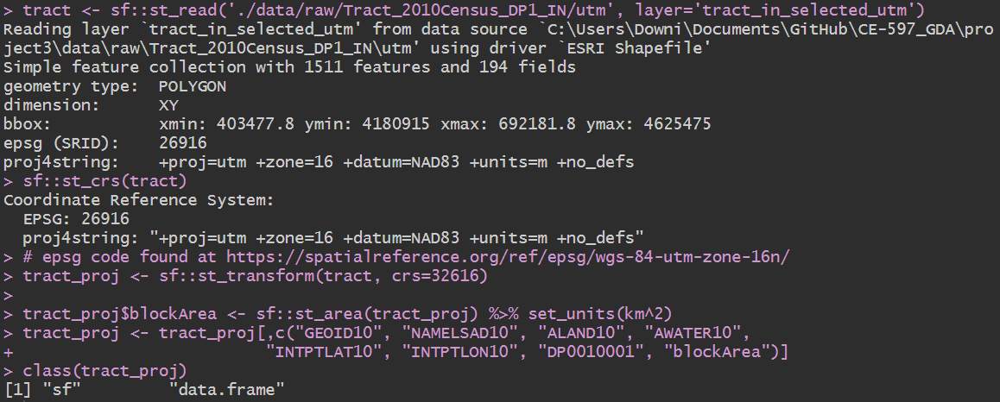 > tract <- sf::st_read('./data/raw/Tract_2010Census_DP1_IN/utm', layer='tract_in_selected_utm')
Reading layer `tract_in_selected_utm' from data source `C:\Users\Downi\Documents\GitHub\CE-597_GDA\pro
ject3\data\raw\Tract_2010Census_DP1_IN\utm' using driver `ESRI Shapefile'
Simple feature collection with 1511 features and 194 fields
geometry type:  POLYGON
dimension:      XY
bbox:           xmin: 403477.8 ymin: 4180915 xmax: 692181.8 ymax: 4625475
epsg (SRID):    26916
proj4string:    +proj=utm +zone=16 +datum=NAD83 +units=m +no_defs
> sf::st_crs(tract)
Coordinate Reference System:
  EPSG: 26916
  proj4string: "+proj=utm +zone=16 +datum=NAD83 +units=m +no_defs"
> # epsg code found at https://spatialreference.org/ref/epsg/wgs-84-utm-zone-16n/
> tract_proj <- sf::st_transform(tract, crs=32616)
>
> tract_proj$blockArea <- sf::st_area(tract_proj) %>% set_units(km^2)
> tract_proj <- tract_proj[,c("GEOID10", "NAMELSAD10", "ALAND10", "AWATER10",
+                           "INTPTLAT10", "INTPTLON10", "DP0010001", "blockArea")]
> class(tract_proj)
[1] "sf"         "data.frame"